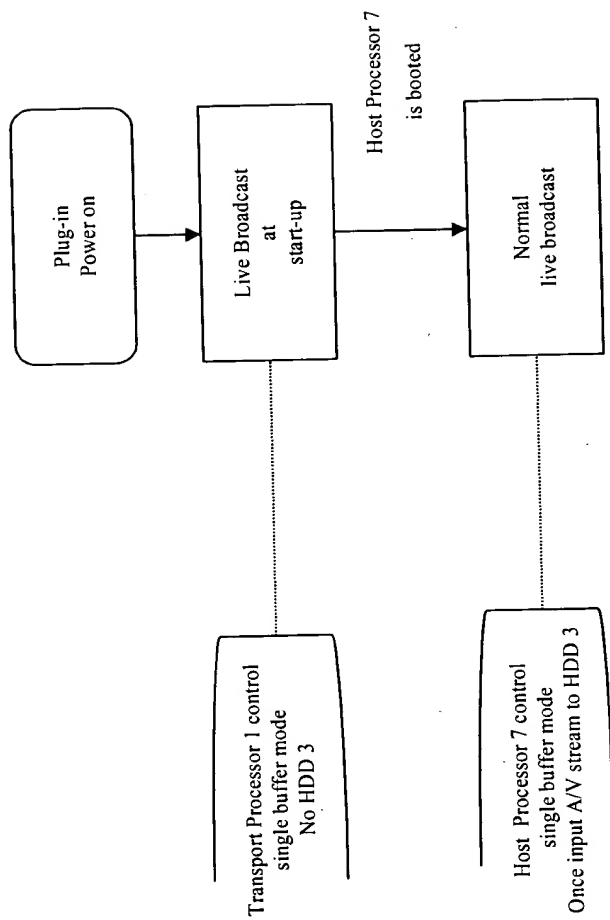 Plug-in
Power on
Live Broadcast
at
start-up
Transport Processor 1 control
single buffer mode
No HDD 3
Host Processor 7
is booted
Normal
live broadcast
Host Processor 7 control
single buffer mode
Once input A/V stream to HDD 3